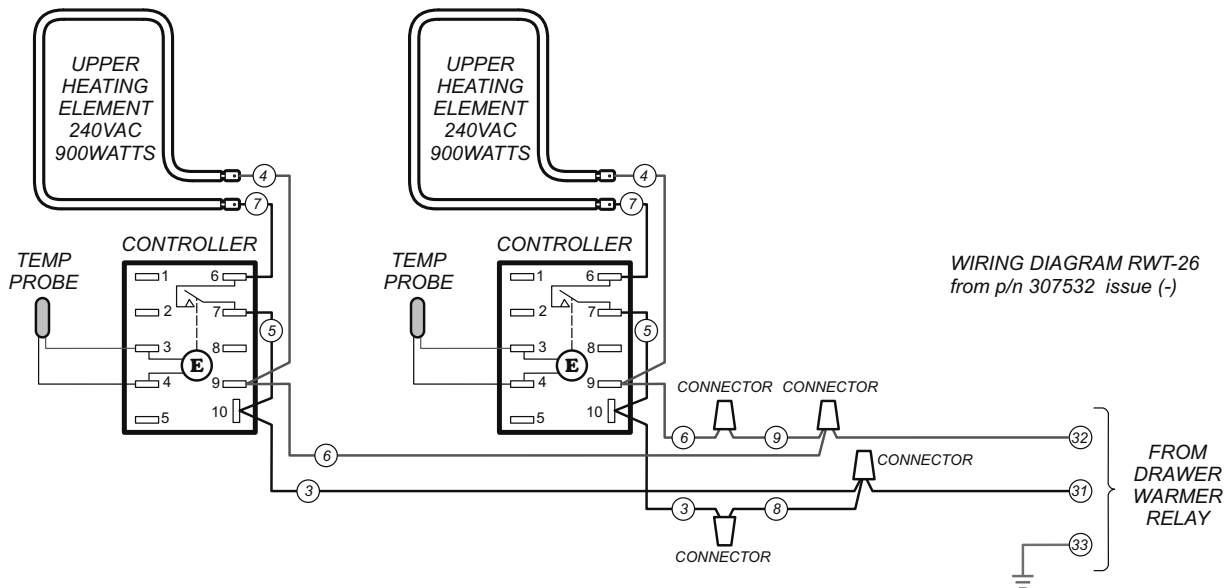 UPPER
HEATING
ELEMENT
240VAC
900WATTS
4
7
CONTROLLER
TEMP
PROBE
1
2
3
4
5
6
7
8
9
10
E
5
6
3
UPPER
HEATING
ELEMENT
240VAC
900WATTS
4
7
CONTROLLER
TEMP
PROBE
1
2
3
4
5
6
7
8
9
10
E
5
WIRING DIAGRAM RWT-26
from p/n 307532 issue (-)
CONNECTOR
CONNECTOR
6
9
32
CONNECTOR
31
3
8
CONNECTOR
33
FROM
DRAWER
WARMER
RELAY